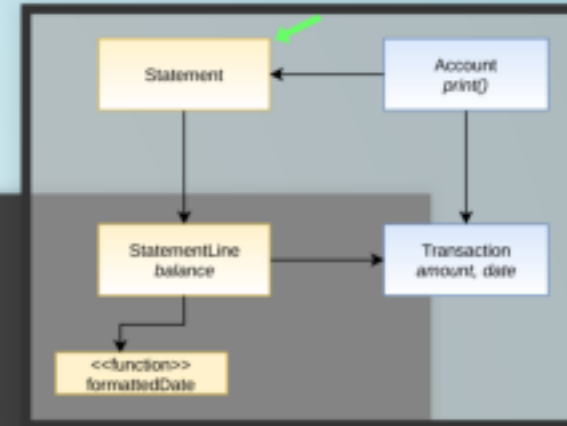 Statement
Account
print()
StatementLine
balance
Transaction
amount, date
<<function>>
formattedDate